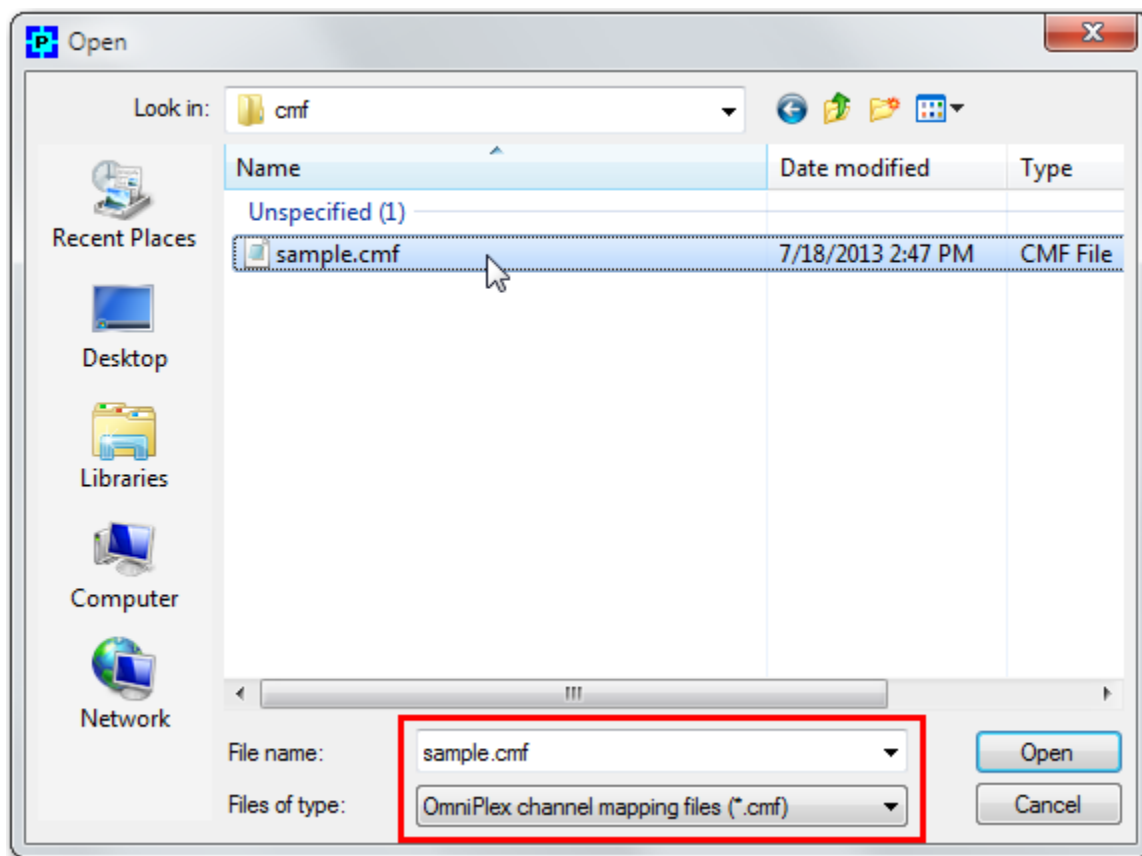 P Open
Look in: cmf
Name Date modified Type
Unspecified (1)
sample.cmf 7/18/2013 2:47 PM CMF File
Recent Places
Desktop
Libraries
Computer
Network
File name: sample.cmf Open
Files of type: OmniPlex channel mapping files (*.cmf) Cancel